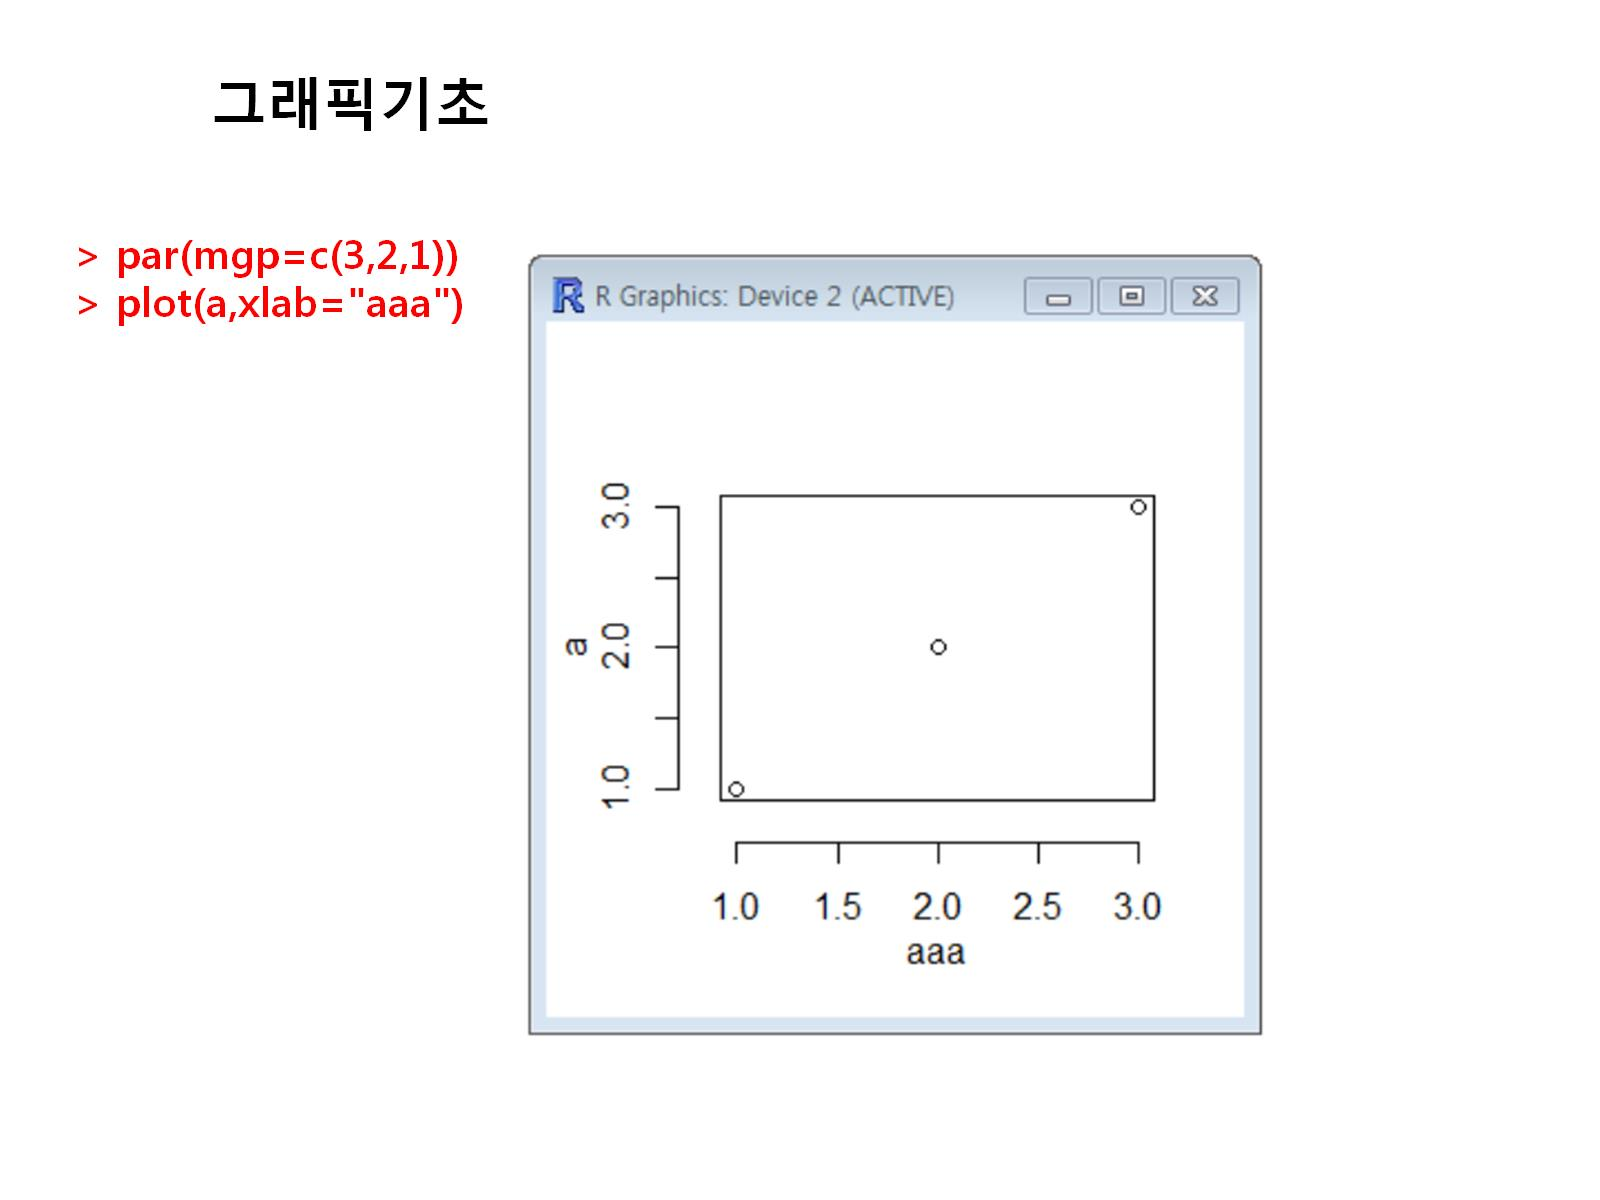 그래픽기초
> par(mgp=c(3,2,1))
> plot(a,xlab="aaa")
R Graphics: Device 2 (ACTIVE)
3.0
2.0
1.0
a
1.0 1.5 2.0 2.5 3.0
aaa